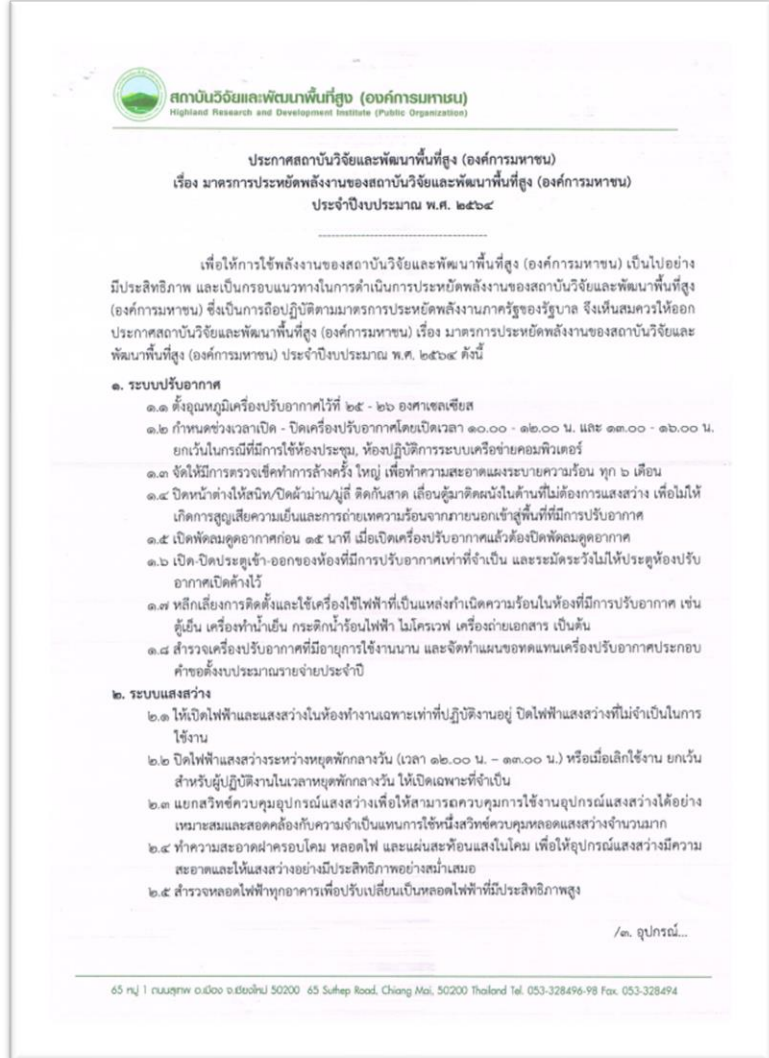 สถาบันวิจัยและพัฒนาพื้นที่สูง (องค์การมหาชน)
Highland Research and Development Institute (Public Organization)
ประกาศสถาบันวิจัยและพัฒนาพื้นที่สูง (องค์การมหาชน)
เรื่อง มาตรการประหยัดพลังงานของสถาบันวิจัยและพัฒนาพื้นที่สูง (องค์การมหาชน)
ประจำปีงบประมาณ พ.ศ. ๒๕๖๔
เพื่อให้การใช้พลังงานของสถาบันวิจัยและพัฒนาพื้นที่สูง (องค์การมหาชน) เป็นไปอย่าง
มีประสิทธิภาพ และเป็นกรอบแนวทางในการดำเนินการประหยัดพลังงานของสถาบันวิจัยและพัฒนาพื้นที่สูง
(องค์การมหาชน) ซึ่งเป็นการถือปฏิบัติตามมาตรการประหยัดพลังงานภาครัฐของรัฐบาล จึงเห็นสมควรให้ออก
ประกาศสถาบันวิจัยและพัฒนาพื้นที่สูง (องค์การมหาชน) เรื่อง มาตรการประหยัดพลังงานของสถาบันวิจัยและ
พัฒนาพื้นที่สูง (องค์การมหาชน) ประจำปีงบประมาณ พ.ศ. ๒๕๖๔ ดังนี้
๑. ระบบปรับอากาศ
๑.๑ ตั้งอุณหภูมิเครื่องปรับอากาศไว้ที่ ๒๕ - ๒๖ องศาเซลเซียส
๑.๒ กำหนดช่วงเวลาเปิด - ปิดเครื่องปรับอากาศโดยเปิดเวลา ๑๐.๐๐ - ๑๒.๐๐ น. และ ๑๓.๐๐ - ๑๖.๐๐ น.
ยกเว้นในกรณีที่มีการใช้ห้องประชุม, ห้องปฏิบัติการระบบเครือข่ายคอมพิวเตอร์
๑.๓ จัดให้มีการตรวจเช็คทำการล้างครั้ง ใหญ่ เพื่อทำความสะอาดแผงระบายความร้อน ทุก ๖ เดือน
๑.๔ ปิดหน้าต่างให้สนิท/ปิดผ้าม่าน/มู่ลี่ ติดกันสาด เลื่อนตู้มาติดผนังในด้านที่ไม่ต้องการแสงสว่าง เพื่อไม่ให้
เกิดการสูญเสียความเย็นและการถ่ายเทความร้อนจากภายนอกเข้าสู่พื้นที่ที่มีการปรับอากาศ
๑.๕ เปิดพัดลมดูดอากาศก่อน ๑๕ นาที เมื่อเปิดเครื่องปรับอากาศแล้วต้องปิดพัดลมดูดอากาศ
๑.๖ เปิด-ปิดประตูเข้า-ออกของห้องที่มีการปรับอากาศเท่าที่จำเป็น และระมัดระวังไม่ให้ประตูห้องปรับ
อากาศเปิดค้างไว้
๑.๗ หลีกเลี่ยงการติดตั้งและใช้เครื่องใช้ไฟฟ้าที่เป็นแหล่งกำเนิดความร้อนในห้องที่มีการปรับอากาศ เช่น
ตู้เย็น เครื่องทำน้ำเย็น กระติกน้ำร้อนไฟฟ้า ไมโครเวฟ เครื่องถ่ายเอกสาร เป็นต้น
๑.๘ สำรวจเครื่องปรับอากาศที่มีอายุการใช้งานนาน และจัดทำแผนขอทดแทนเครื่องปรับอากาศประกอบ
คำขอตั้งงบประมาณรายจ่ายประจำปี
๒. ระบบแสงสว่าง
๒.๑ ให้เปิดไฟฟ้าและแสงสว่างในห้องทำงานเฉพาะเท่าที่ปฏิบัติงานอยู่ ปิดไฟฟ้าแสงสว่างที่ไม่จำเป็นในการ
ใช้งาน
๒.๒ ปิดไฟฟ้าแสงสว่างระหว่างหยุดพักกลางวัน (เวลา ๑๒.๐๐ น. – ๑๓.๐๐ น.) หรือเมื่อเลิกใช้งาน ยกเว้น
สำหรับผู้ปฏิบัติงานในเวลาหยุดพักกลางวัน ให้เปิดเฉพาะที่จำเป็น
๒.๓ แยกสวิทช์ควบคุมอุปกรณ์แสงสว่างเพื่อให้สามารถควบคุมการใช้งานอุปกรณ์แสงสว่างได้อย่าง
เหมาะสมและสอดคล้องกับความจำเป็นแทนการใช้หนึ่งสวิทช์ควบคุมหลอดแสงสว่างจำนวนมาก
๒.๔ ทำความสะอาดฝาครอบโคม หลอดไฟ และแผ่นสะท้อนแสงในโคม เพื่อให้อุปกรณ์แสงสว่างมีความ
สะอาดและให้แสงสว่างอย่างมีประสิทธิภาพอย่างสม่ำเสมอ
๒.๕ สำรวจหลอดไฟฟ้าทุกอาคารเพื่อปรับเปลี่ยนเป็นหลอดไฟฟ้าที่มีประสิทธิภาพสูง
/๓. อุปกรณ์...
65 หมู่ 1 ถนนสุเทพ อ.เมือง จ.เชียงใหม่ 50200 65 Suthep Road, Chiang Mai, 50200 Thailand Tel. 053-328496-98 Fax. 053-328494